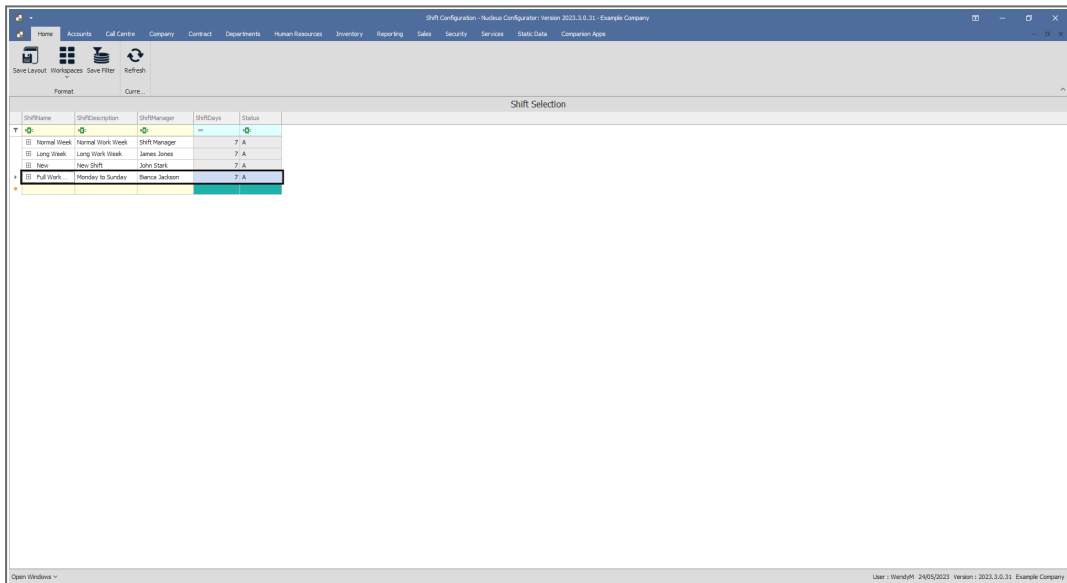 Shift Configuration - Nucleus Configurator: Version 2023.3.0.31 - Example Company
Home Accounts Call Centre Company Contract Departments Human Resources Inventory Reporting Sales Security Services Static Data Companion Apps
Save Layout Workspaces Save Filter Refresh
Format Curre...
Shift Selection
ShiftName ShiftDescription ShiftManager ShiftDays Status
Normal Week Normal Work Week Shift Manager 7 A
Long Week Long Work Week James Jones 7 A
New New Shift John Stark 7 A
Full Work ... Monday to Sunday Bianca Jackson 7 A
Open Windows User : WendyM 24/05/2023 Version : 2023.3.0.31 Example Company